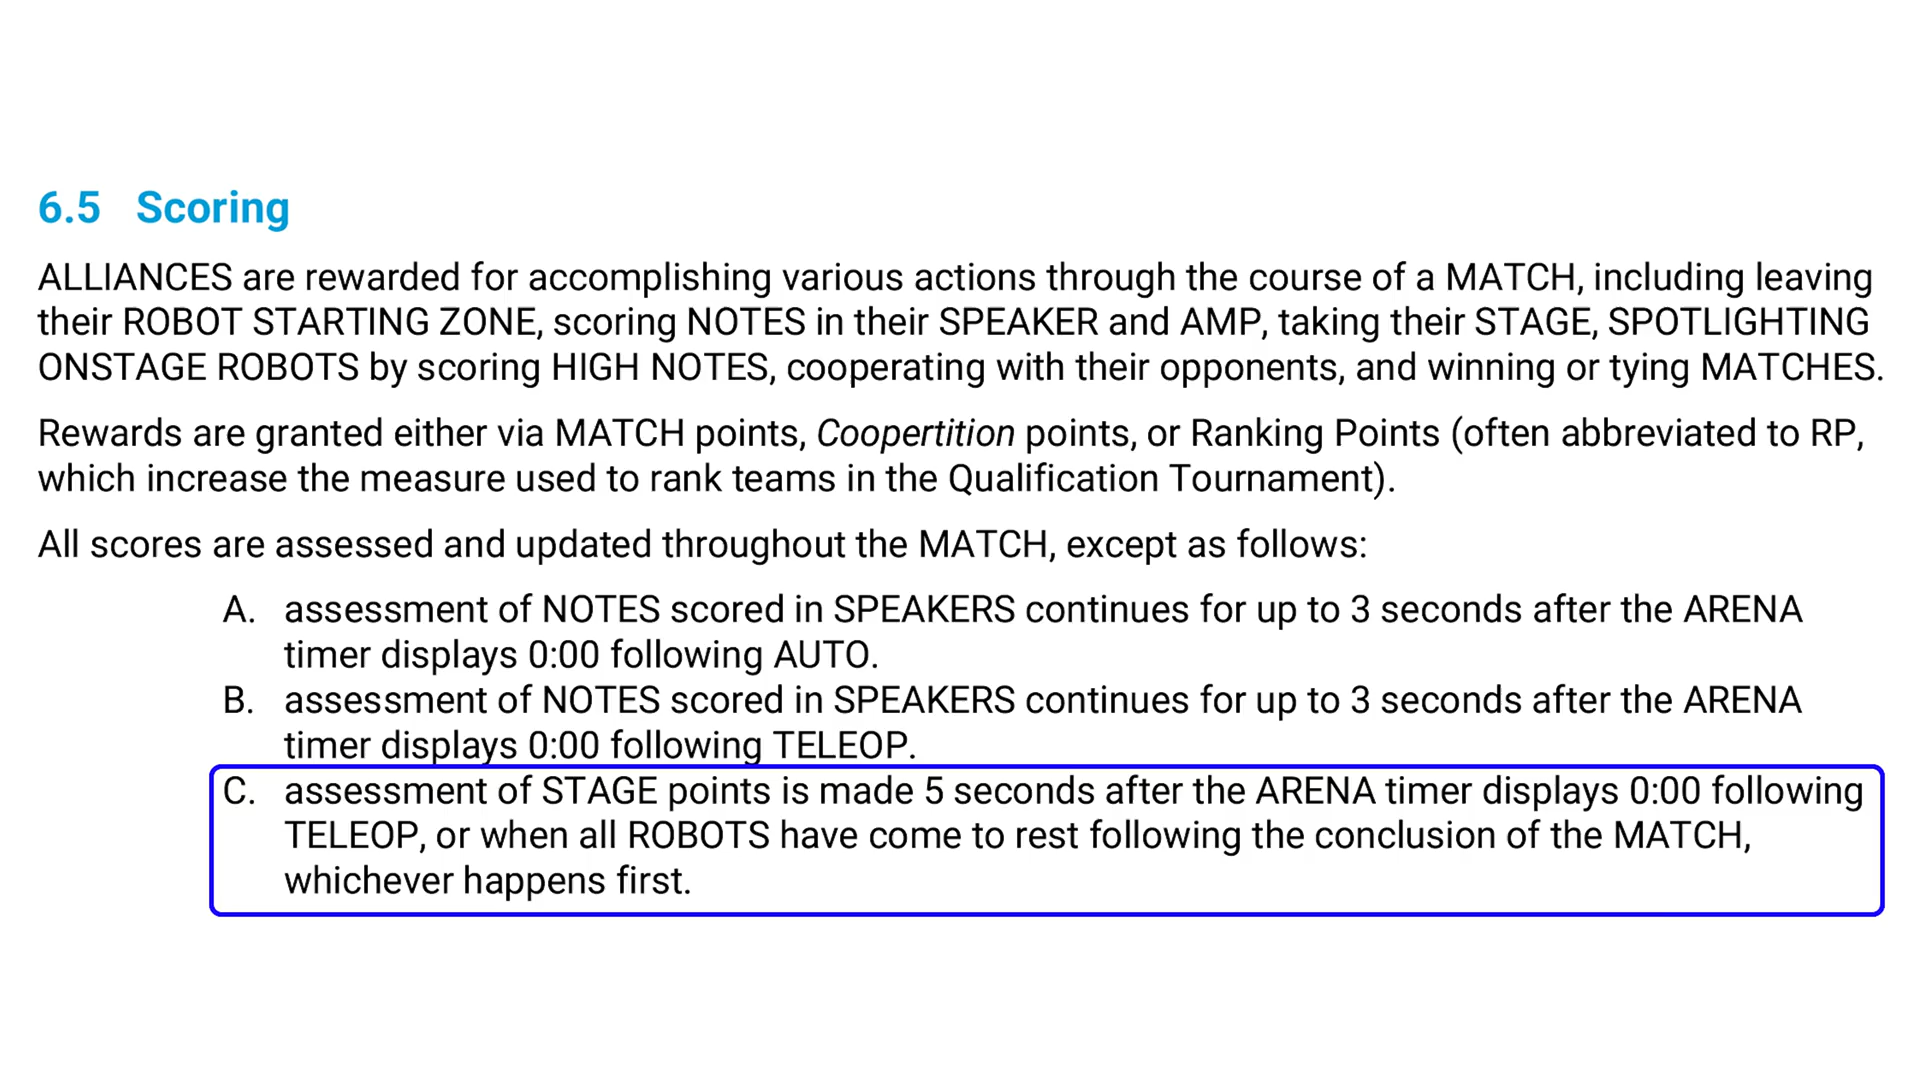 6.5 Scoring
ALLIANCES are rewarded for accomplishing various actions through the course of a MATCH, including leaving
their ROBOT STARTING ZONE, scoring NOTES in their SPEAKER and AMP, taking their STAGE, SPOTLIGHTING
ONSTAGE ROBOTS by scoring HIGH NOTES, cooperating with their opponents, and winning or tying MATCHES.
Rewards are granted either via MATCH points, Coopertition points, or Ranking Points (often abbreviated to RP,
which increase the measure used to rank teams in the Qualification Tournament).
All scores are assessed and updated throughout the MATCH, except as follows:
A. assessment of NOTES scored in SPEAKERS continues for up to 3 seconds after the ARENA
timer displays 0:00 following AUTO.
B. assessment of NOTES scored in SPEAKERS continues for up to 3 seconds after the ARENA
timer displays 0:00 following TELEOP.
C. assessment of STAGE points is made 5 seconds after the ARENA timer displays 0:00 following
TELEOP, or when all ROBOTS have come to rest following the conclusion of the MATCH,
whichever happens first.